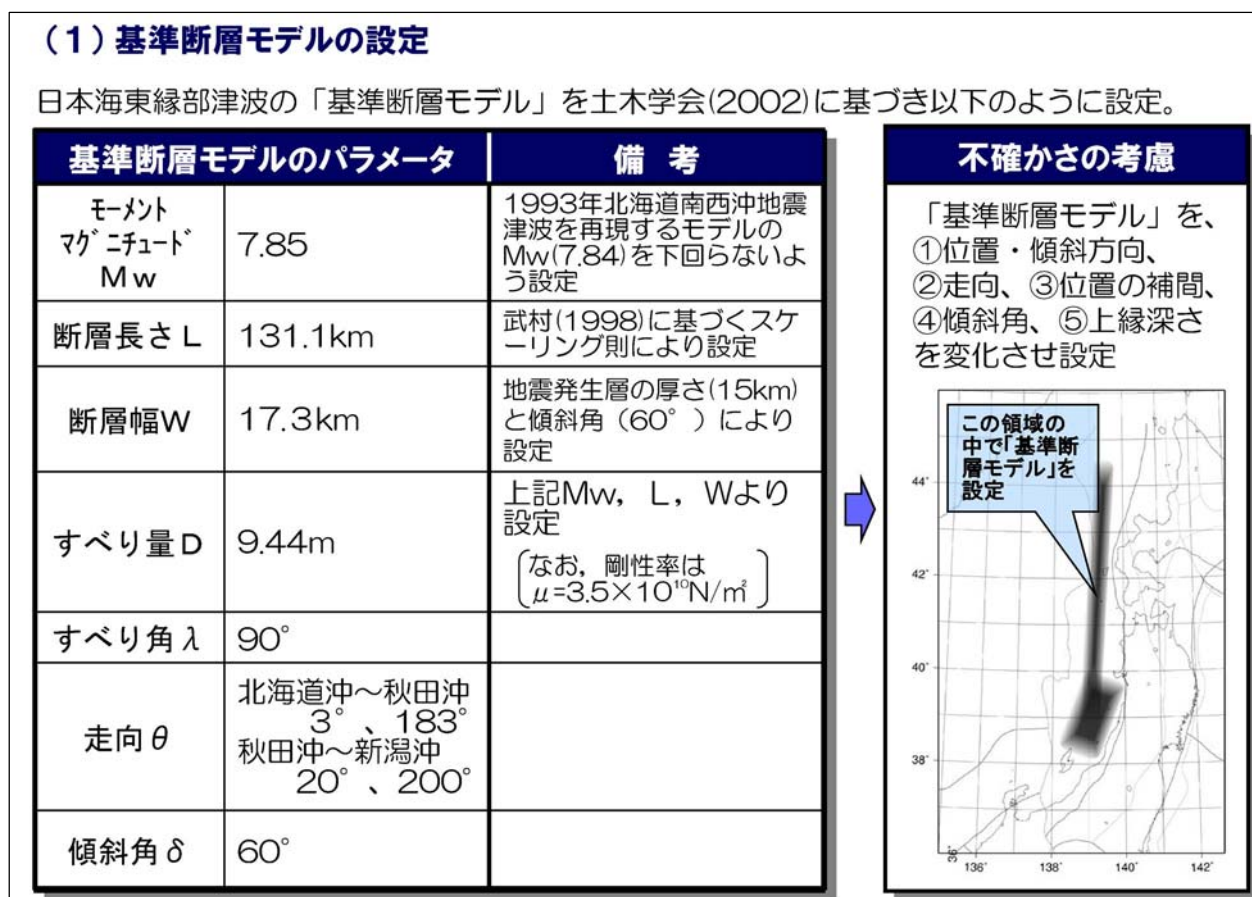 (1)基準断層モデルの設定
日本海東縁部津波の「基準断層モデル」を土木学会(2002)に基づき以下のように設定。
基準断層モデルのパラメータ
備 考
ﾓｰﾒﾝﾄ
ﾏｸﾞﾆﾁｭｰﾄﾞ
Mw
7.85
1993年北海道南西沖地震
津波を再現するモデルの
Mw(7.84)を下回らないよ
う設定
断層長さL
131.1km
武村(1998)に基づくスケ
ーリング則により設定
断層幅W
17.3km
地震発生層の厚さ(15km)
と傾斜角（60°）により
設定
すべり量D
9.44m
上記Mw，L，Wより
設定
なお，剛性率は
μ=3.5×10¹⁰N/㎡
すべり角λ
90°
走向θ
北海道沖～秋田沖
3°、183°
秋田沖～新潟沖
20°、200°
傾斜角δ
60°
不確かさの考慮
「基準断層モデル」を、
①位置・傾斜方向、
②走向、③位置の補間、
④傾斜角、⑤上縁深さ
を変化させ設定
この領域の
中で「基準断
層モデル」を
設定
44°
42°
40°
38°
36°
136°
138°
140°
142°